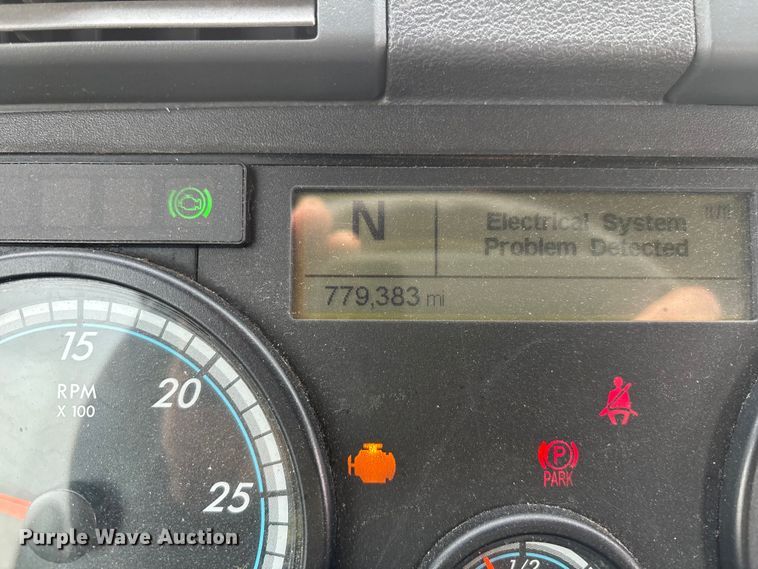 N
Electrical System
Problem Detected
779,383 mi
15
RPM
X 100
20
25
P
PARK
1/2
Purple Wave Auction